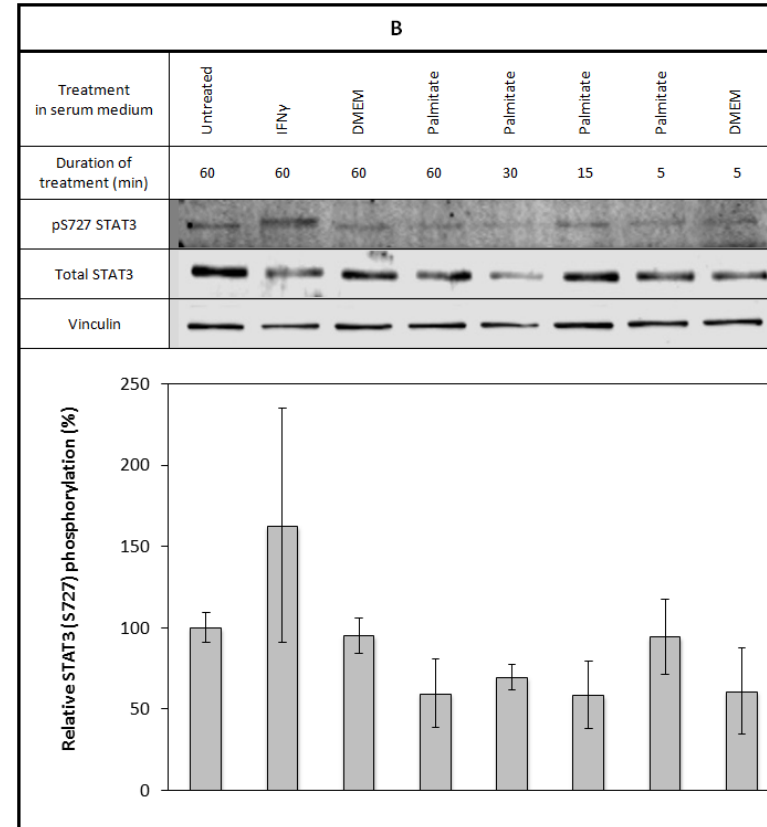 B
Treatment
in serum medium
Untreated
IFNγ
DMEM
Palmitate
Palmitate
Palmitate
Palmitate
DMEM
Duration of
treatment (min)
60 60 60 60 30 15 5 5
pS727 STAT3
Total STAT3
Vinculin
Relative STAT3 (S727) phosphorylation (%)
250
200
150
100
50
0